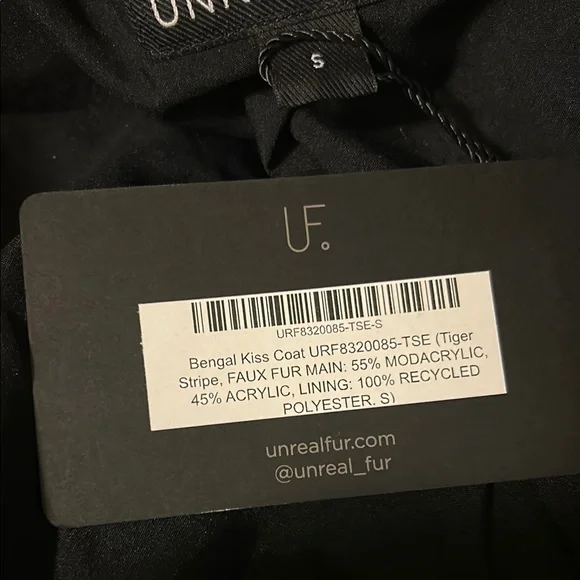 S
UF.
URF8320085-TSE-S
Bengal Kiss Coat URF8320085-TSE (Tiger
Stripe, FAUX FUR MAIN: 55% MODACRYLIC,
45% ACRYLIC, LINING: 100% RECYCLED
POLYESTER. S)
unrealfur.com
@unreal_fur